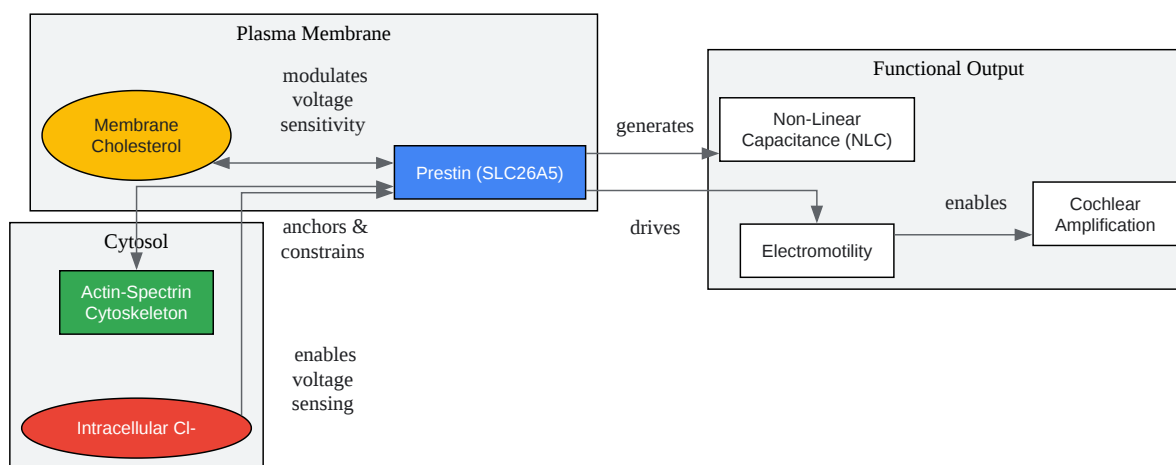 Plasma Membrane
modulates
voltage
sensitivity
Membrane
Cholesterol
Prestin (SLC26A5)
generates
Functional Output
Non-Linear
Capacitance (NLC)
drives
Electromotility
enables
Cochlear
Amplification
anchors &
constrains
Cytosol
Actin-Spectrin
Cytoskeleton
enables
voltage
sensing
Intracellular Cl-